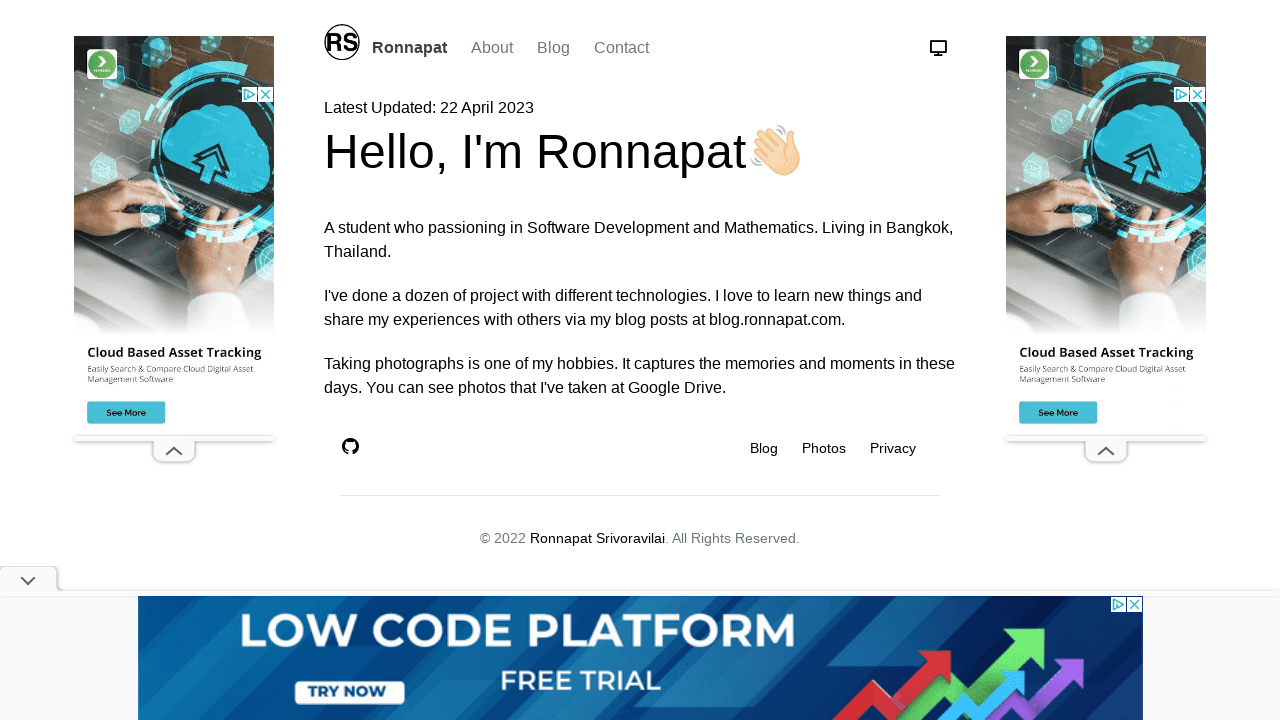 RS
Ronnapat About Blog Contact
Latest Updated: 22 April 2023
Hello, I'm Ronnapat👋🏻
A student who passioning in Software Development and Mathematics. Living in Bangkok,
Thailand.
I've done a dozen of project with different technologies. I love to learn new things and
share my experiences with others via my blog posts at blog.ronnapat.com.
Taking photographs is one of my hobbies. It captures the memories and moments in these
days. You can see photos that I've taken at Google Drive.
Blog Photos Privacy
© 2022 Ronnapat Srivoravilai. All Rights Reserved.
Cloud Based Asset Tracking
Easily Search & Compare Cloud Digital Asset
Management Software
See More
Cloud Based Asset Tracking
Easily Search & Compare Cloud Digital Asset
Management Software
See More
LOW CODE PLATFORM
FREE TRIAL
TRY NOW